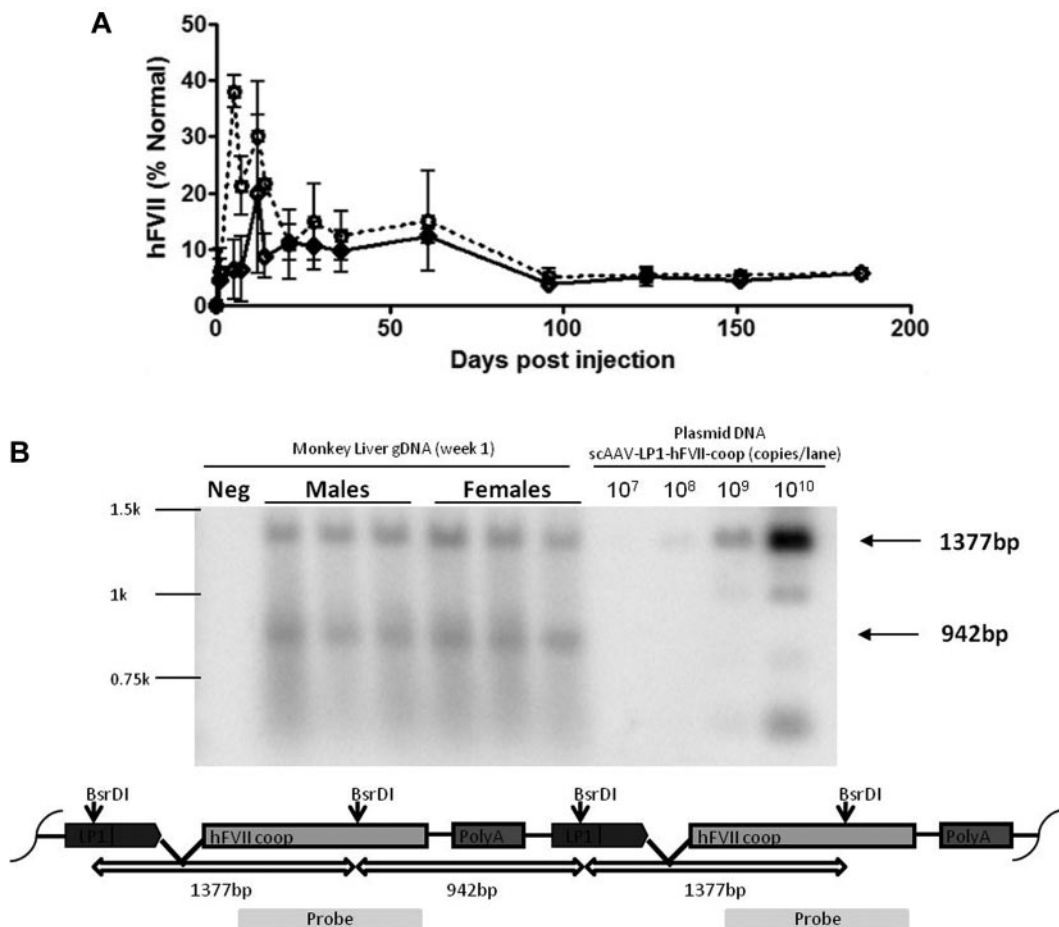 A
hFVII (% Normal)
50
40
30
20
10
0
0 50 100 150 200
Days post injection
B
Monkey Liver gDNA (week 1)
Plasmid DNA
scAAV-LP1-hFVII-coop (copies/lane)
Neg Males Females 10⁷ 10⁸ 10⁹ 10¹⁰
1.5k
1377bp
1k
942bp
0.75k
BsrDI BsrDI BsrDI BsrDI
LP1 hFVII coop PolyA LP1 hFVII coop PolyA
1377bp 942bp 1377bp
Probe Probe